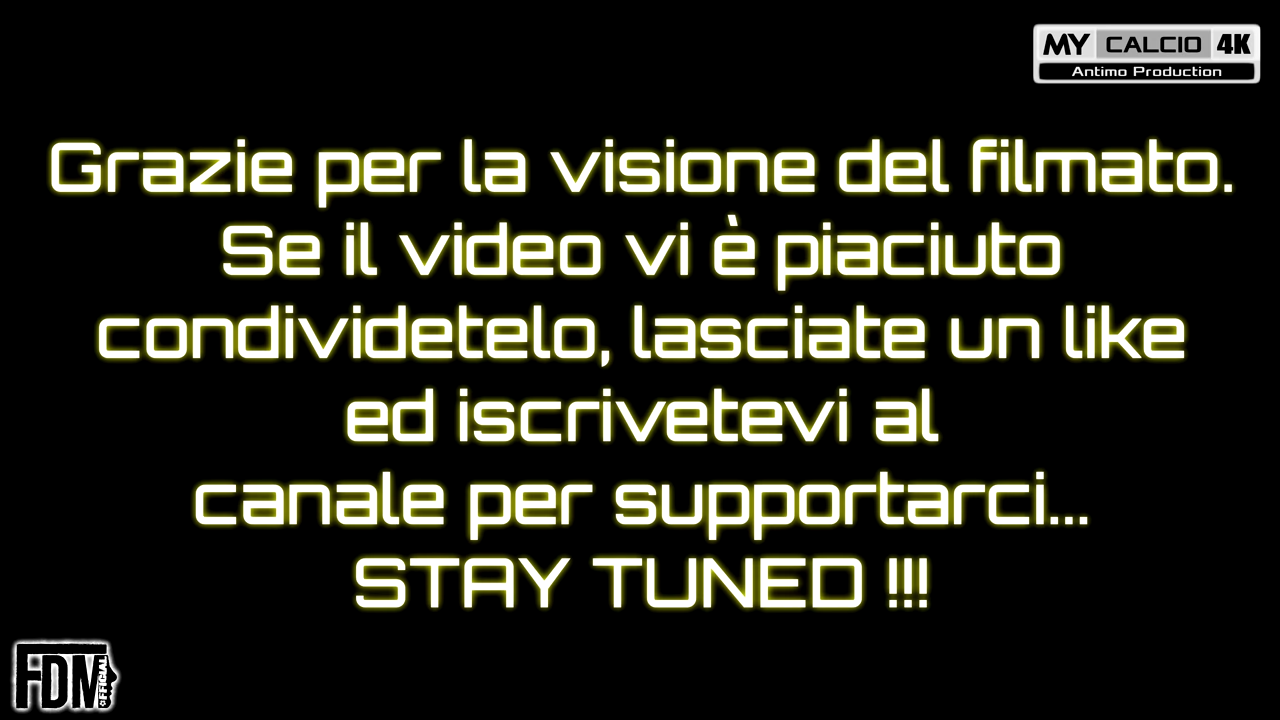 MY CALCIO 4K
Antimo Production
Grazie per la visione del filmato.
Se il video vi è piaciuto
condividetelo, lasciate un like
ed iscrivetevi al
canale per supportarci...
STAY TUNED !!!
FDM
OFFICIAL